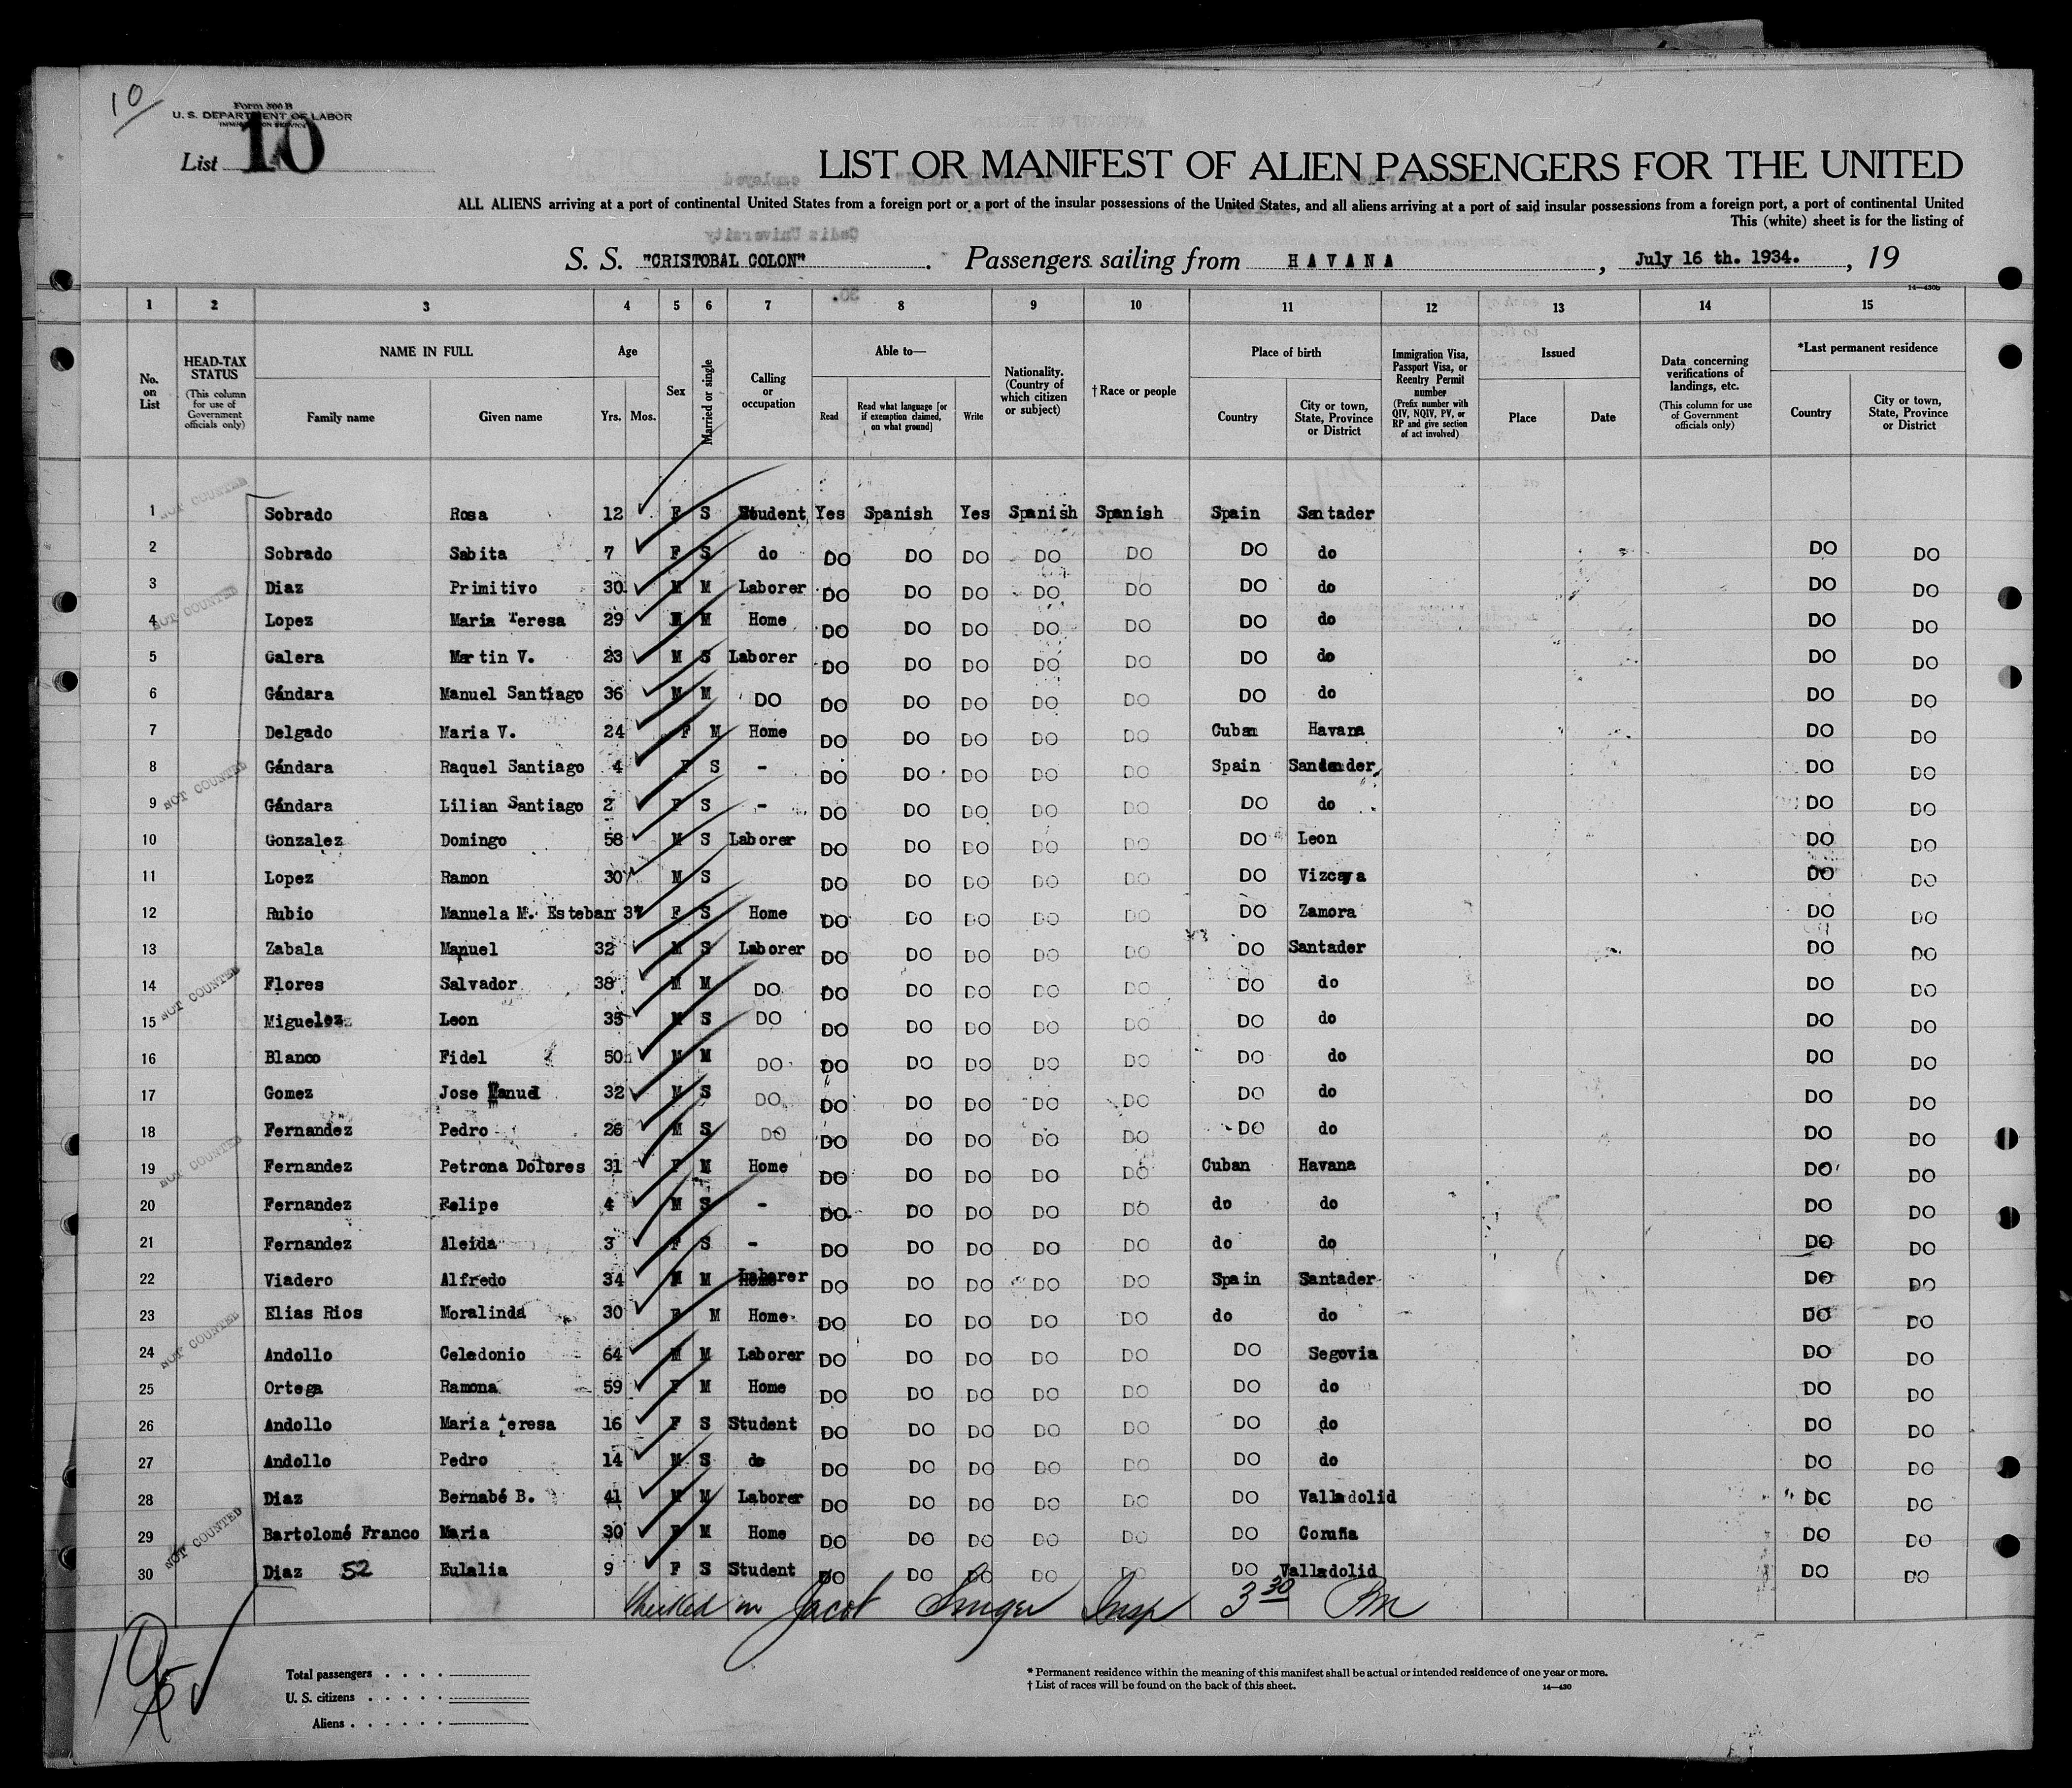 10
Form 500 B
U. S. DEPARTMENT OF LABOR
IMMIGRATION SERVICE
List 10
LIST OR MANIFEST OF ALIEN PASSENGERS FOR THE UNITED
ALL ALIENS arriving at a port of continental United States from a foreign port or a port of the insular possessions of the United States, and all aliens arriving at a port of said insular possessions from a foreign port, a port of continental United
This (white) sheet is for the listing of
S. S. "CRISTOBAL COLON". Passengers sailing from HAVANA, July 16 th. 1934., 19
14—430b
1 2 3 4 5 6 7 8 9 10 11 12 13 14 15
No. on List
HEAD-TAX STATUS (This column for use of Government officials only)
NAME IN FULL Family name Given name
Age Yrs. Mos.
Sex
Married or single
Calling or occupation
Able to— Read Read what language [or if exemption claimed, on what ground] Write
Nationality. (Country of which citizen or subject)
† Race or people
Place of birth Country City or town, State, Province or District
Immigration Visa, Passport Visa, or Reentry Permit number (Prefix number with QIV, NQIV, PV, or RP and give section of act involved)
Issued Place Date
Data concerning verifications of landings, etc. (This column for use of Government officials only)
*Last permanent residence Country City or town, State, Province or District
NOT COUNTED
1 Sobrado Rosa 12 F S Student Yes Spanish Yes Spanish Spanish Spain Santader
2 Sobrado Sabita 7 F S do DO DO DO DO DO DO do DO DO
3 Diaz Primitivo 30 M M Laborer DO DO DO DO DO DO do DO DO
NOT COUNTED
4 Lopez Maria Teresa 29 M M Home DO DO DO DO DO DO do DO DO
5 Galera Martin V. 23 M S Laborer DO DO DO DO DO DO do DO DO
6 Gándara Manuel Santiago 36 M M DO DO DO DO DO DO DO do DO DO
7 Delgado Maria V. 24 F M Home DO DO DO DO DO Cuban Havana DO DO
8 Gándara Raquel Santiago 4 F S - DO DO DO DO DO Spain Santander DO DO
NOT COUNTED
9 Gándara Lilian Santiago 2 F S - DO DO DO DO DO DO do DO DO
10 Gonzalez Domingo 58 M S Laborer DO DO DO DO DO DO Leon DO DO
11 Lopez Ramon 30 M S DO DO DO DO DO DO Vizcaya DO DO
12 Rubio Manuela M. Esteban 37 F S Home DO DO DO DO DO DO Zamora DO DO
13 Zabala Manuel 32 M S Laborer DO DO DO DO DO DO Santader DO DO
NOT COUNTED
14 Flores Salvador 38 M M DO DO DO DO DO DO DO do DO DO
15 Miguelez Leon 35 M S DO DO DO DO DO DO DO do DO DO
16 Blanco Fidel 50 M M DO DO DO DO DO DO DO do DO DO
17 Gomez Jose Manuel 32 M S DO DO DO DO DO DO DO do DO DO
18 Fernandez Pedro 26 M S DO DO DO DO DO DO DO do DO DO
NOT COUNTED
19 Fernandez Petrona Dolores 31 F M Home DO DO DO DO DO Cuban Havana DO DO
20 Fernandez Felipe 4 M S - DO DO DO DO DO do do DO DO
21 Fernandez Aleida 3 F S - DO DO DO DO DO do do DO DO
22 Viadero Alfredo 34 M M Laborer DO DO DO DO DO Spain Santader DO DO
23 Elias Rios Moralinda 30 F M Home DO DO DO DO DO do do DO DO
NOT COUNTED
24 Andollo Celedonio 64 M M Laborer DO DO DO DO DO DO Segovia DO DO
25 Ortega Ramona 59 F M Home DO DO DO DO DO DO do DO DO
26 Andollo Maria Teresa 16 F S Student DO DO DO DO DO DO do DO DO
27 Andollo Pedro 14 M S do DO DO DO DO DO DO do DO DO
28 Diaz Bernabé B. 41 M M Laborer DO DO DO DO DO DO Valladolid DO DO
29 Bartolomé Franco Maria 30 F M Home DO DO DO DO DO DO Coruña DO DO
NOT COUNTED
30 Diaz 52 Eulalia 9 F S Student DO DO DO DO DO DO Valladolid DO DO
Checked in Jacob Singer Insp 3 30 Pm
Total passengers
U. S. citizens
Aliens
* Permanent residence within the meaning of this manifest shall be actual or intended residence of one year or more.
† List of races will be found on the back of this sheet.
14—430